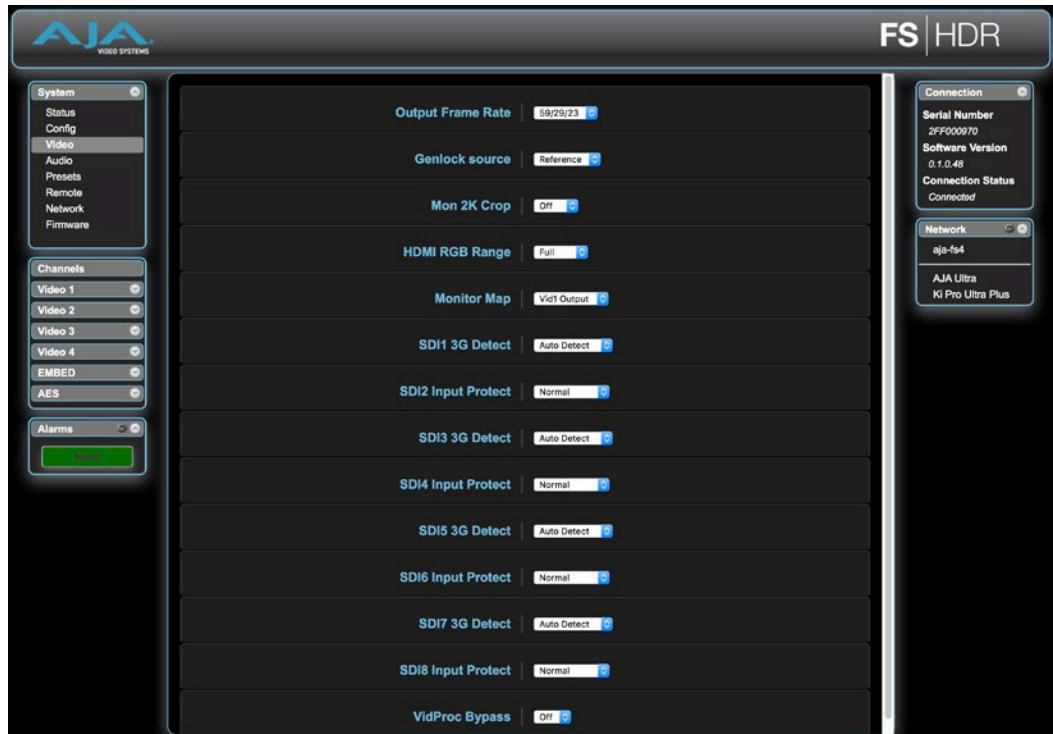 AJA
VIDEO SYSTEMS
FS|HDR
System
Status
Config
Video
Audio
Presets
Remote
Network
Firmware
Channels
Video 1
Video 2
Video 3
Video 4
EMBED
AES
Alarms
None
Output Frame Rate 59/29/23
Genlock source Reference
Mon 2K Crop Off
HDMI RGB Range Full
Monitor Map Vid1 Output
SDI1 3G Detect Auto Detect
SDI2 Input Protect Normal
SDI3 3G Detect Auto Detect
SDI4 Input Protect Normal
SDI5 3G Detect Auto Detect
SDI6 Input Protect Normal
SDI7 3G Detect Auto Detect
SDI8 Input Protect Normal
VidProc Bypass Off
Connection
Serial Number
2FF000970
Software Version
0.1.0.48
Connection Status
Connected
Network
aja-fs4
AJA Ultra
Ki Pro Ultra Plus